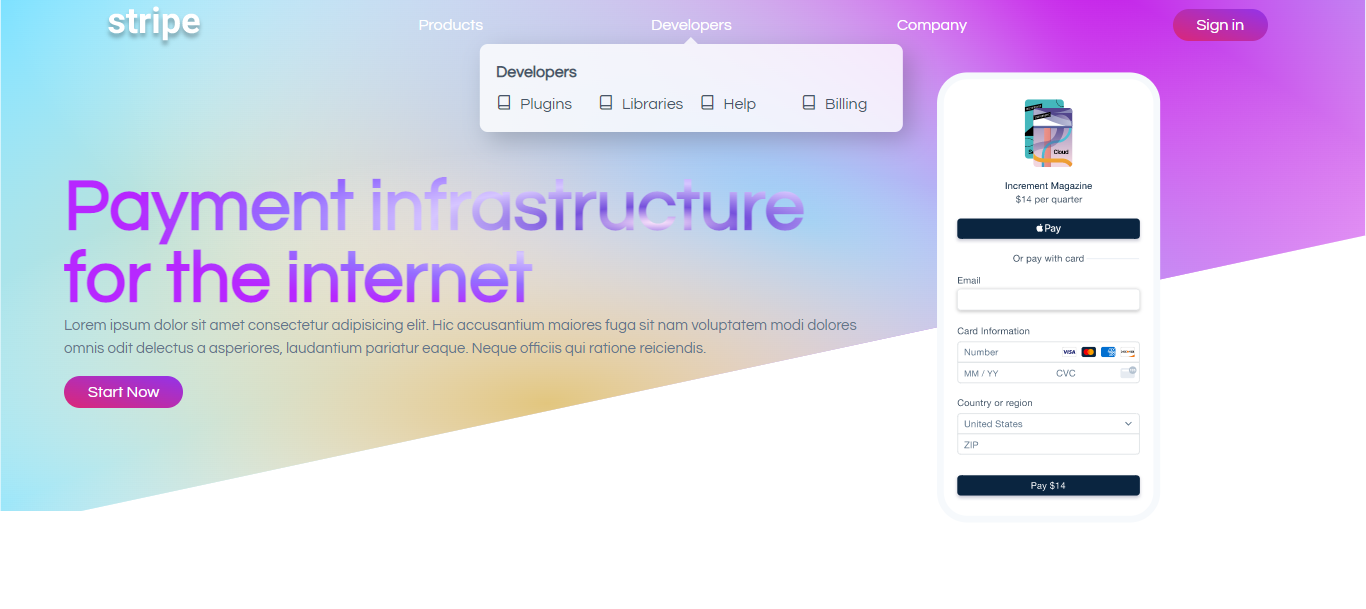 stripe
Products Developers Company Sign in
Developers
Plugins Libraries Help Billing
Payment infrastructure
for the internet
Lorem ipsum dolor sit amet consectetur adipisicing elit. Hic accusantium maiores fuga sit nam voluptatem modi dolores
omnis odit delectus a asperiores, laudantium pariatur eaque. Neque officiis qui ratione reiciendis.
Start Now
Cloud
Increment Magazine
$14 per quarter
Pay
Or pay with card
Email
Card Information
Number VISA
MM / YY CVC
Country or region
United States
ZIP
Pay $14